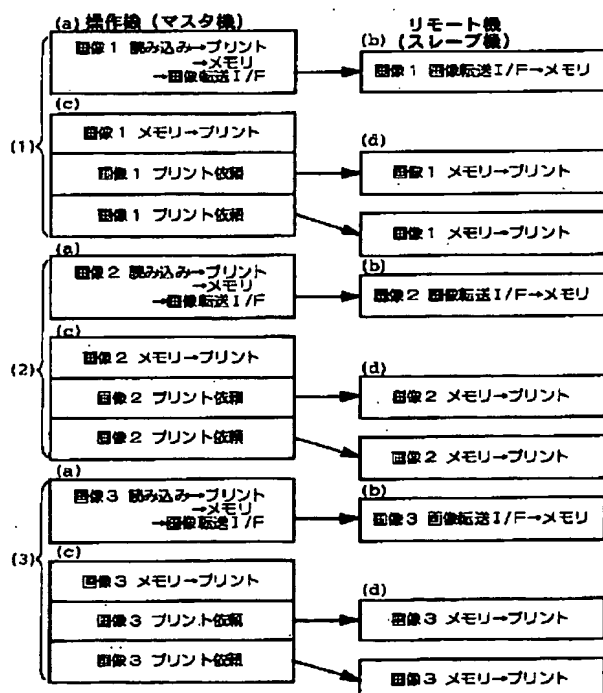 (a) 操作機(マスタ機)
リモート機
(スレーブ機)
画像1 読み込み→プリント
→メモリ
→画像転送I/F
(b)
画像1 画像転送I/F→メモリ
(c)
(1)
画像1 メモリ→プリント
画像1 プリント依頼
画像1 プリント依頼
(d)
画像1 メモリ→プリント
画像1 メモリ→プリント
(a)
画像2 読み込み→プリント
→メモリ
→画像転送I/F
(b)
画像2 画像転送I/F→メモリ
(c)
(2)
画像2 メモリ→プリント
画像2 プリント依頼
画像2 プリント依頼
(d)
画像2 メモリ→プリント
画像2 メモリ→プリント
(a)
画像3 読み込み→プリント
→メモリ
→画像転送I/F
(b)
画像3 画像転送I/F→メモリ
(c)
(3)
画像3 メモリ→プリント
画像3 プリント依頼
画像3 プリント依頼
(d)
画像3 メモリ→プリント
画像3 メモリ→プリント